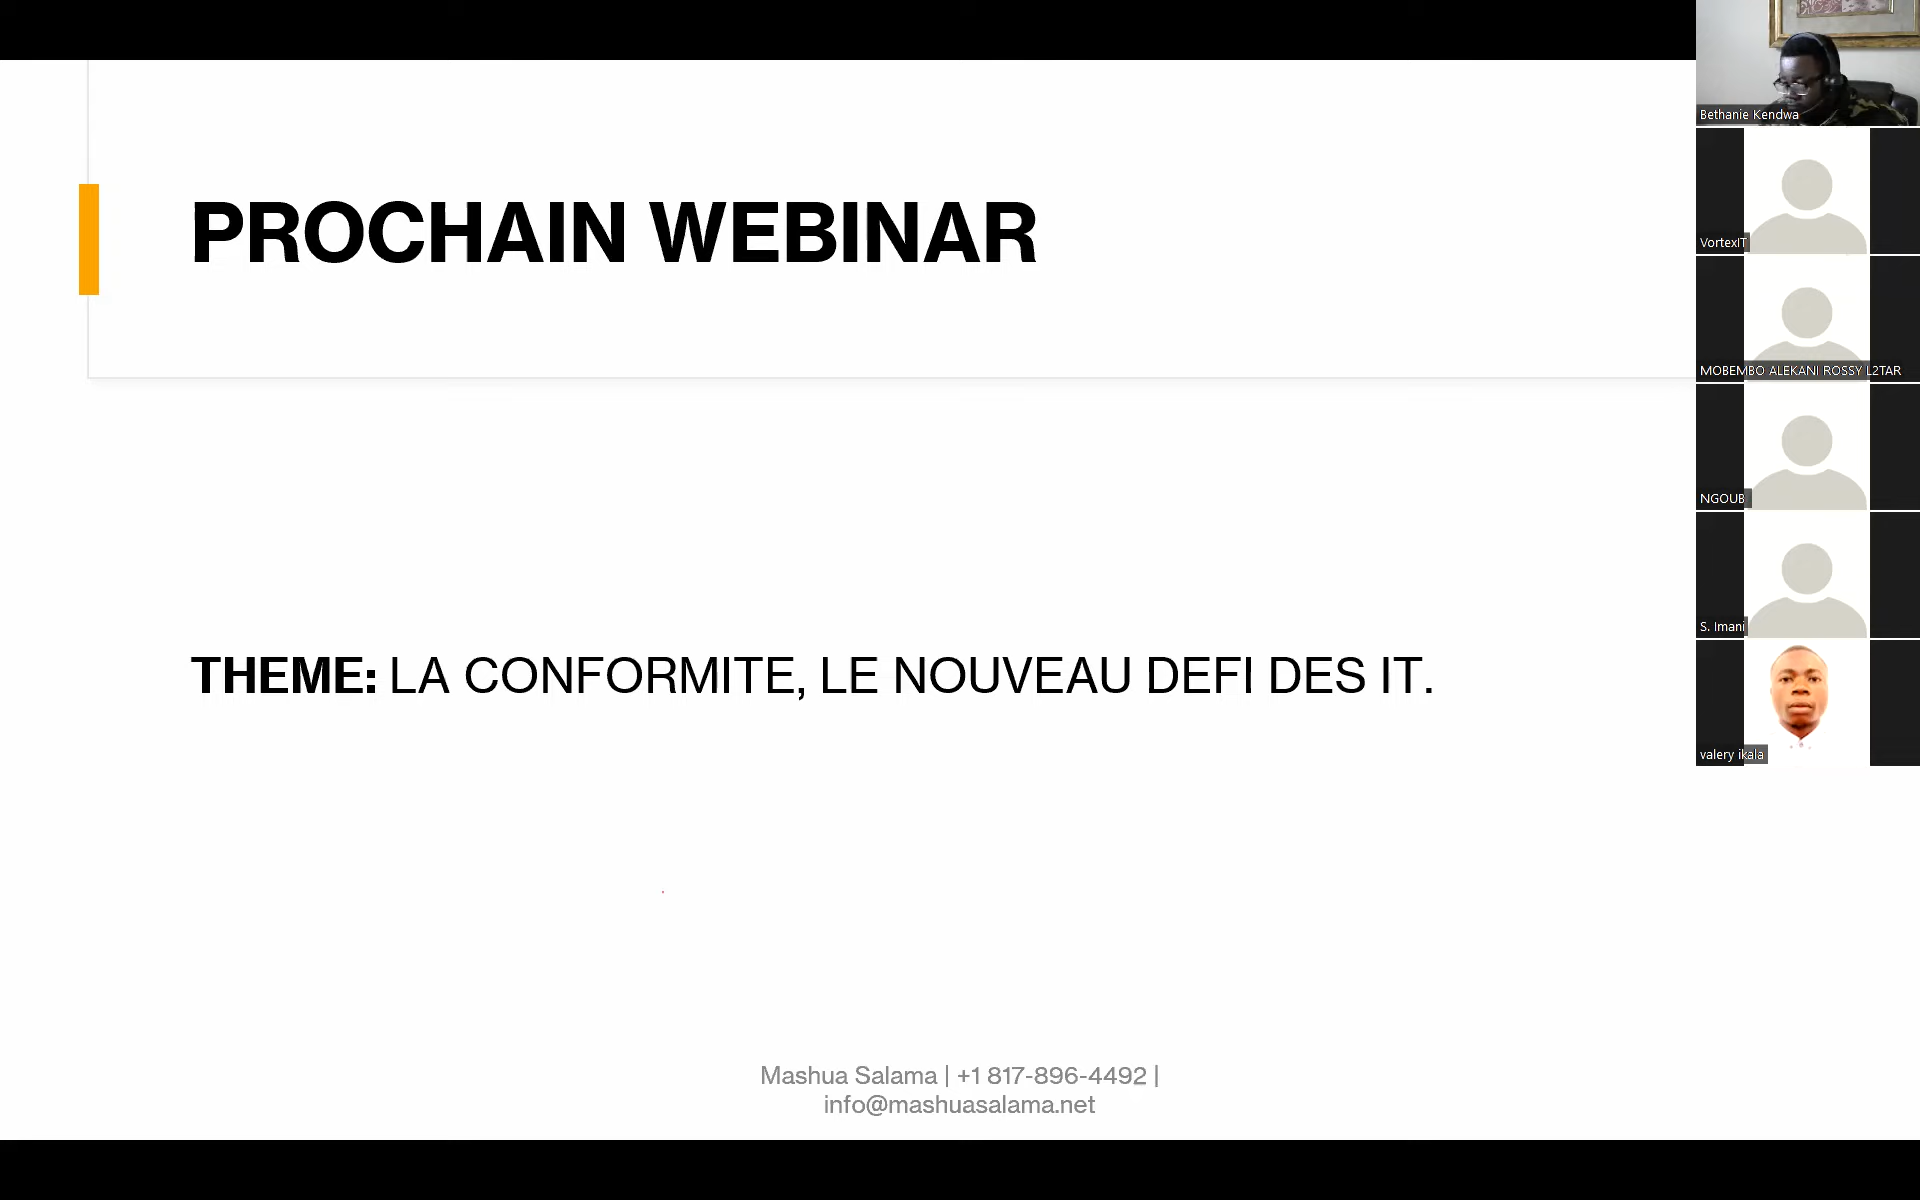 PROCHAIN WEBINAR
THEME: LA CONFORMITE, LE NOUVEAU DEFI DES IT.
Mashua Salama | +1 817-896-4492 |
info@mashuasalama.net
Bethanie Kendwa
VortexIT
MOBEMBO ALEKANI ROSSY L2TAR
NGOUBI
S. Imani
valery ikala